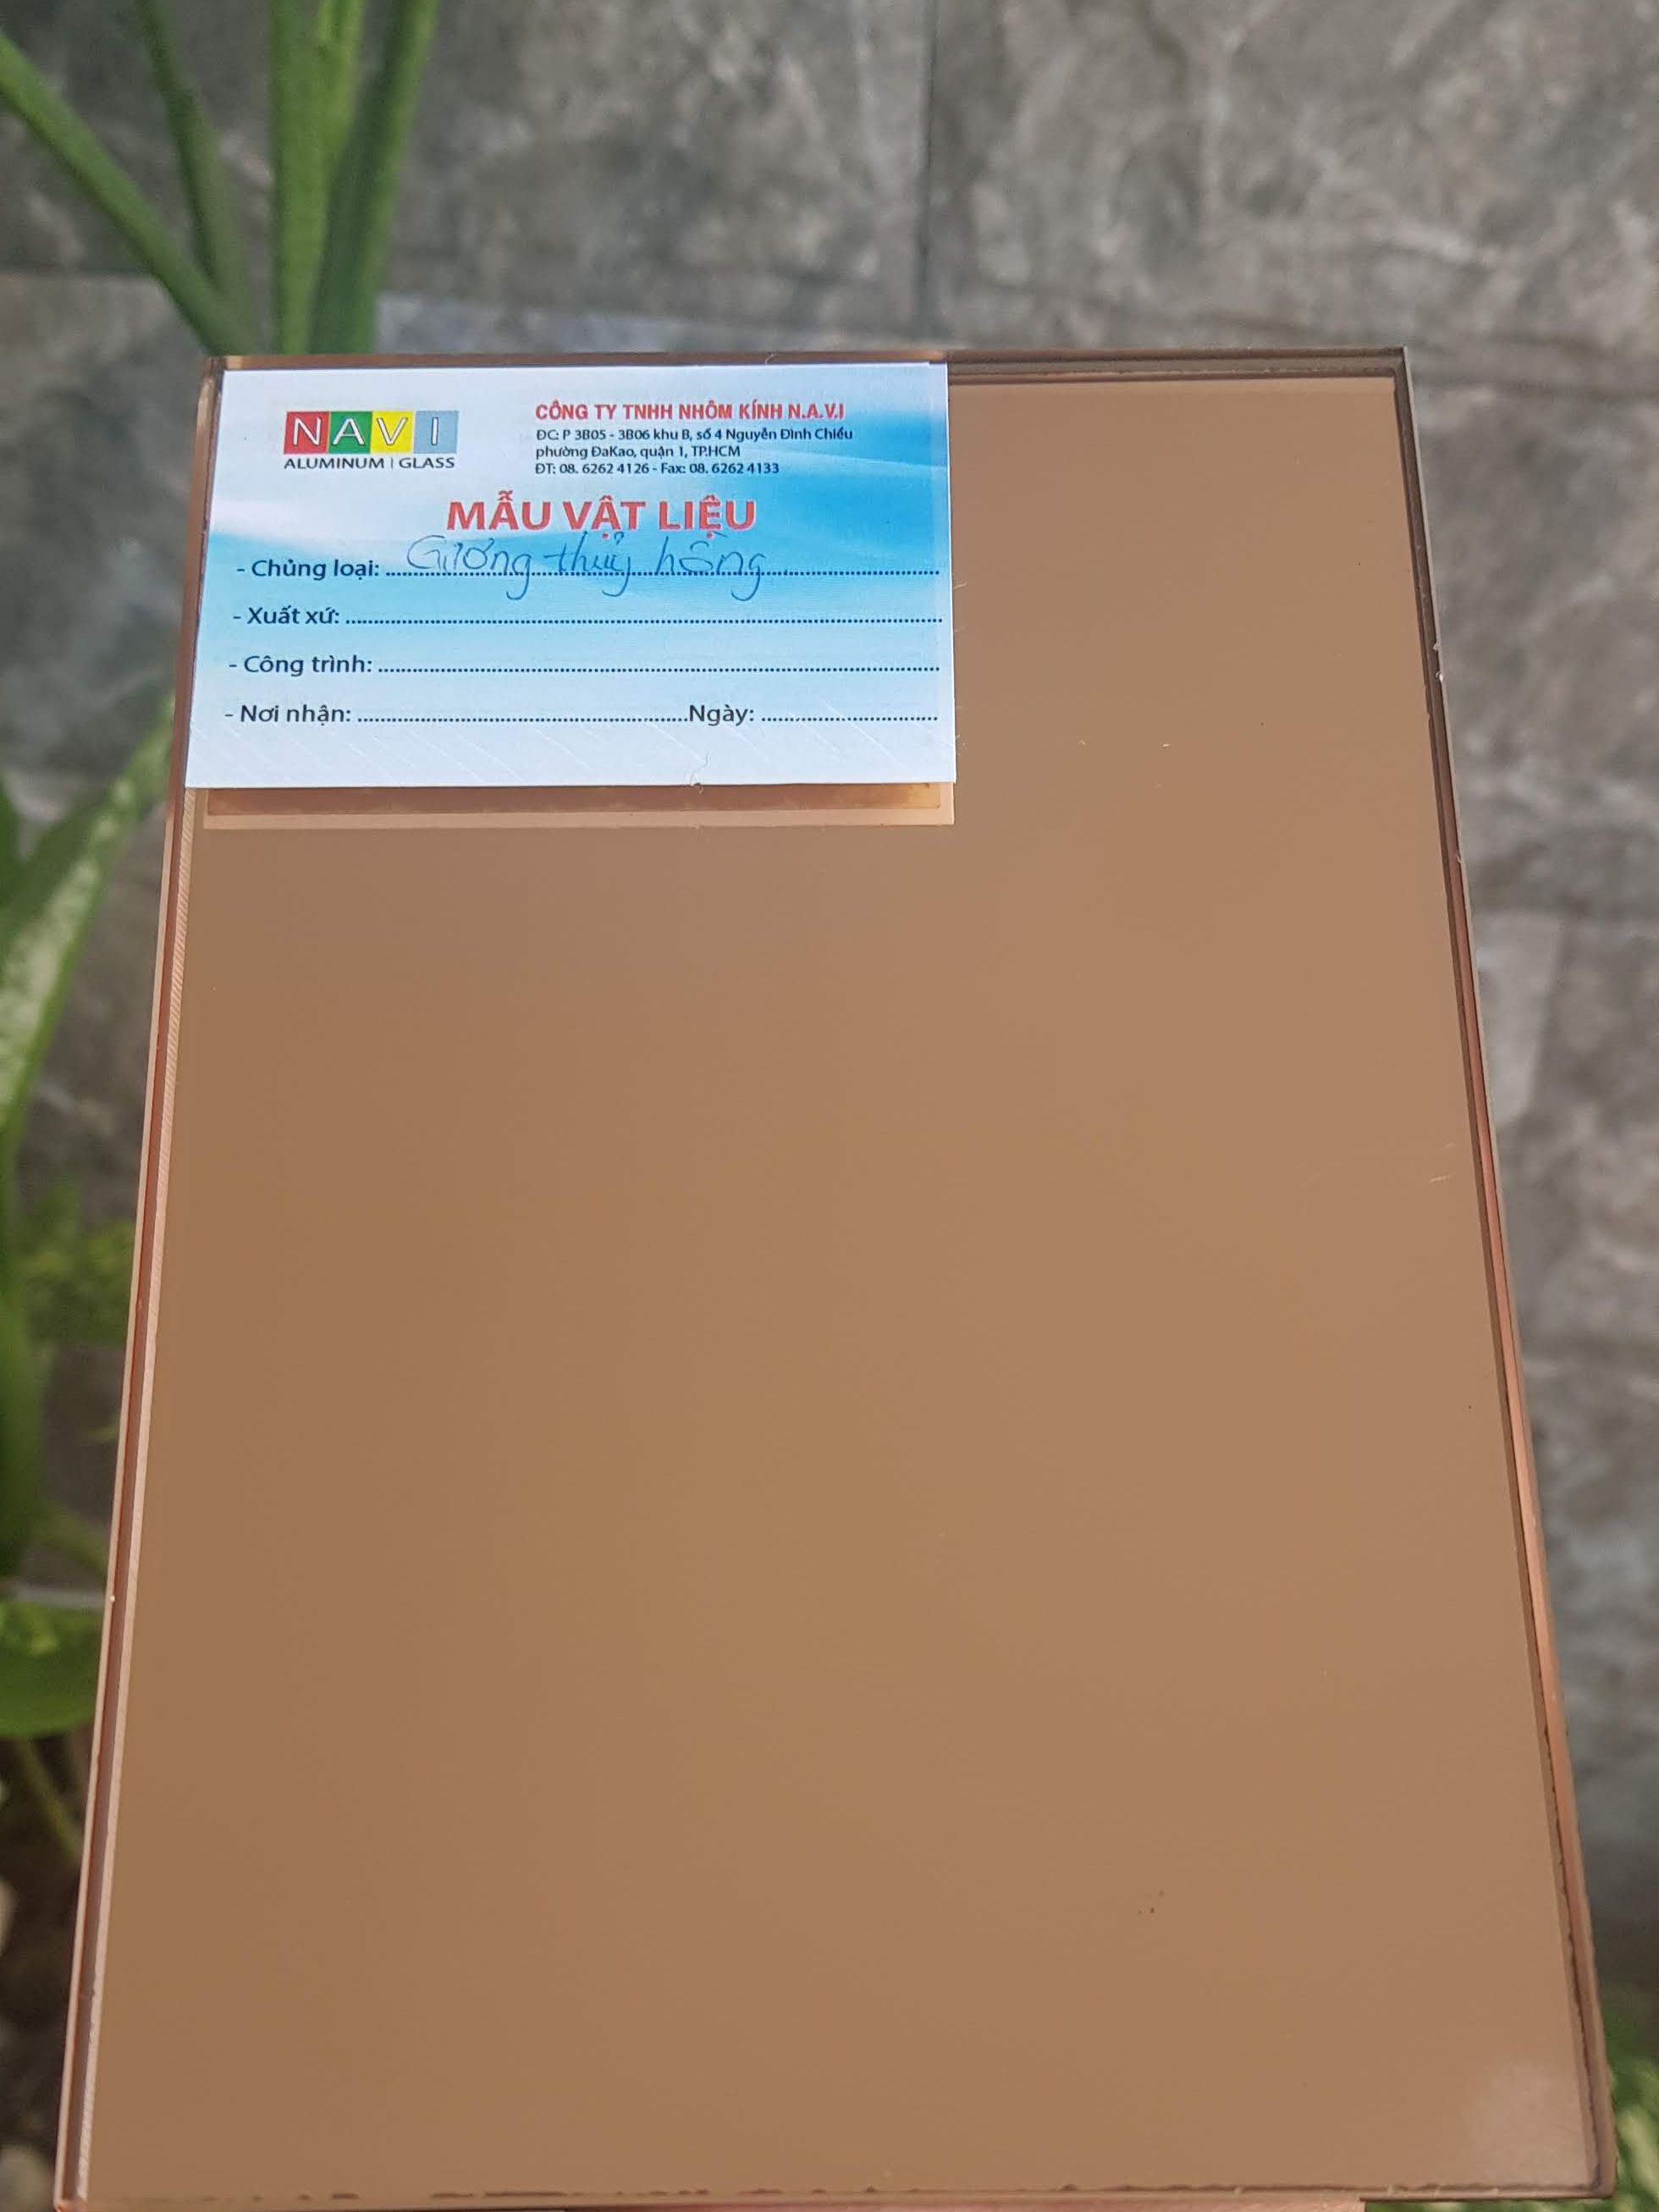 NAVI
ALUMINUM | GLASS
CÔNG TY TNHH NHÔM KÍNH N.A.V.I
ĐC: P 3B05 - 3B06 khu B, số 4 Nguyễn Đình Chiểu
phường ĐaKao, quận 1, TP.HCM
ĐT: 08. 6262 4126 - Fax: 08. 6262 4133
MẪU VẬT LIỆU
- Chủng loại: Gương thuỷ hồng
- Xuất xứ:
- Công trình:
- Nơi nhận: Ngày: